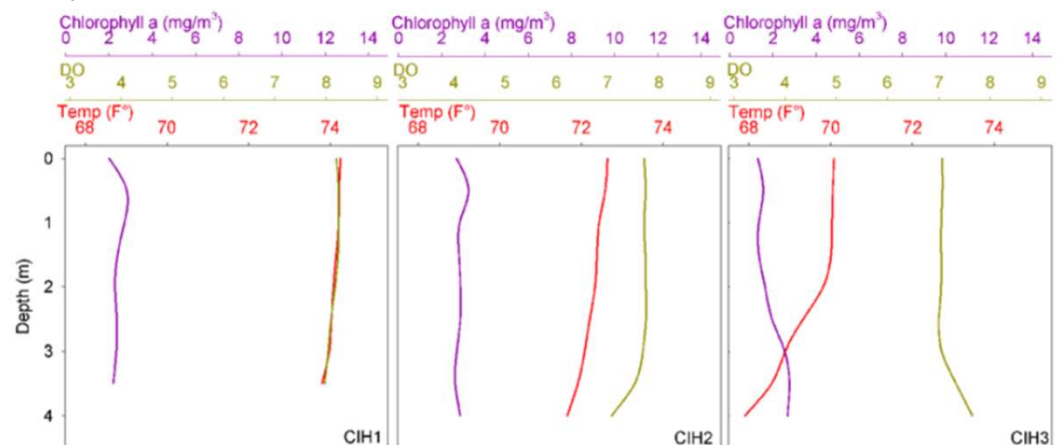 Chlorophyll a (mg/m³) Chlorophyll a (mg/m³) Chlorophyll a (mg/m³)
0 2 4 6 8 10 12 14 0 2 4 6 8 10 12 14 0 2 4 6 8 10 12 14
DO DO DO
3 4 5 6 7 8 9 3 4 5 6 7 8 9 3 4 5 6 7 8 9
Temp (F°) Temp (F°) Temp (F°)
68 70 72 74 68 70 72 74 68 70 72 74
0
1
2
3
4
Depth (m)
CIH1 CIH2 CIH3